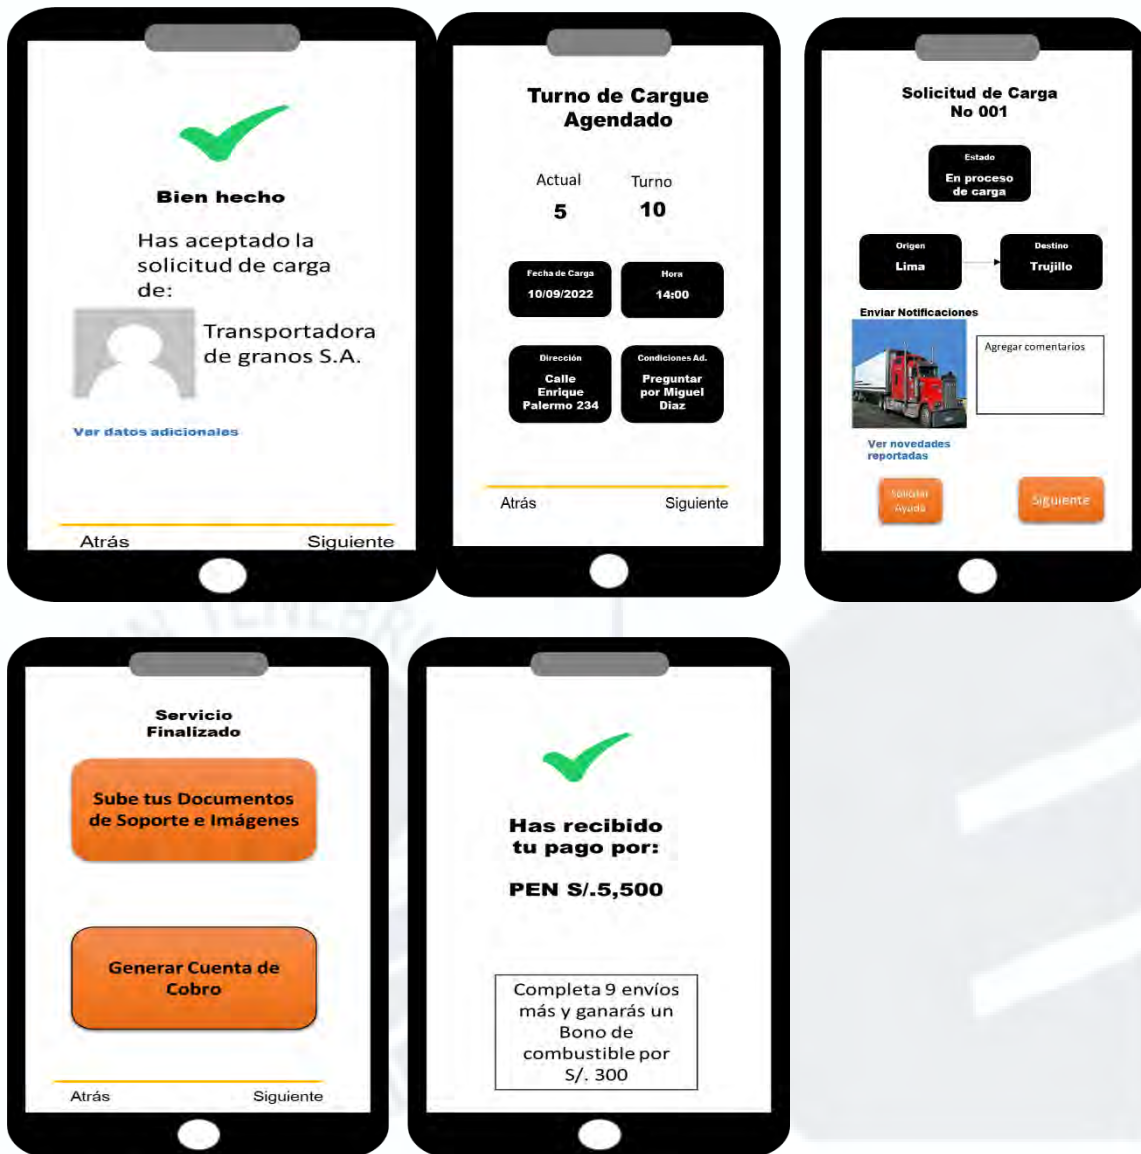 Bien hecho
Has aceptado la
solicitud de carga
de:
Transportadora
de granos S.A.
Ver datos adicionales
Atrás
Siguiente
Turno de Cargue
Agendado
Actual
Turno
5
10
Fecha de Carga
10/09/2022
Hora
14:00
Dirección
Calle
Enrique
Palermo 234
Condiciones Ad.
Preguntar
por Miguel
Diaz
Atrás
Siguiente
Solicitud de Carga
No 001
Estado
En proceso
de carga
Origen
Lima
Destino
Trujillo
Enviar Notificaciones
Agregar comentarios
Ver novedades
reportadas
Solicitar
Ayuda
Siguiente
Servicio
Finalizado
Sube tus Documentos
de Soporte e Imágenes
Generar Cuenta de
Cobro
Atrás
Siguiente
Has recibido
tu pago por:
PEN S/.5,500
Completa 9 envíos
más y ganarás un
Bono de
combustible por
S/. 300